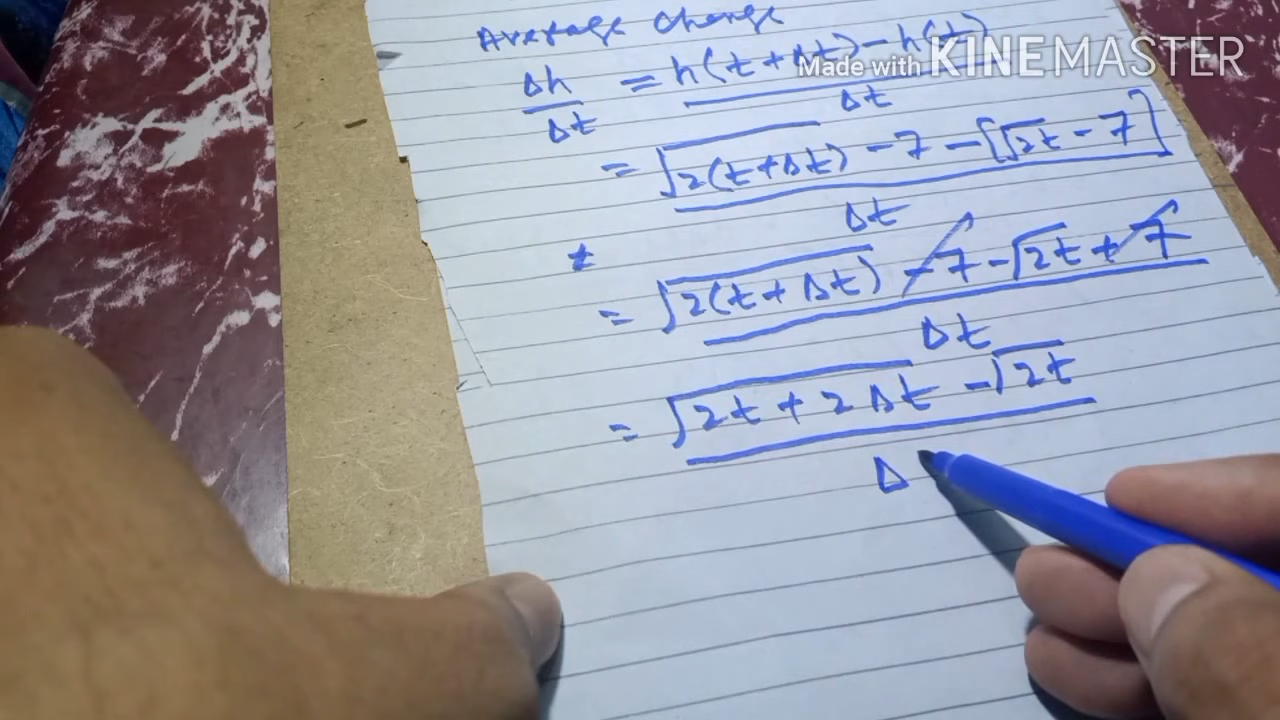 Average change
Δh/Δt = h(t+Δt)-h(t)/Δt
Made with KINEMASTER
= √2(t+Δt) - 7 - [√2t - 7]/Δt
= √2(t+Δt) - 7 - √2t + 7/Δt
= √2t + 2Δt - √2t/Δ